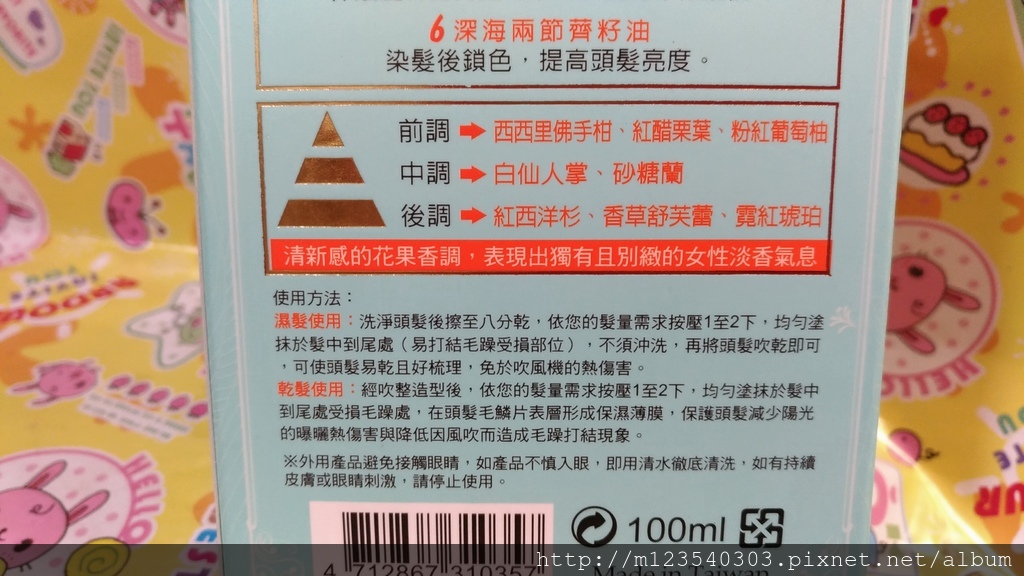 6 深海兩節薺籽油
染髮後鎖色，提高頭髮亮度。
前調 西西里佛手柑、紅醋栗葉、粉紅葡萄柚
中調 白仙人掌、砂糖蘭
後調 紅西洋杉、香草舒芙蕾、霓紅琥珀
清新感的花果香調，表現出獨有且別緻的女性淡香氣息
使用方法：
濕髮使用：洗淨頭髮後擦至八分乾，依您的髮量需求按壓1至2下，均勻塗
抹於髮中到尾處（易打結毛躁受損部位），不須沖洗，再將頭髮吹乾即可
，可使頭髮易乾且好梳理，免於吹風機的熱傷害。
乾髮使用：經吹整造型後，依您的髮量需求按壓1至2下，均勻塗抹於髮中
到尾處受損毛躁處，在頭髮毛鱗片表層形成保濕薄膜，保護頭髮減少陽光
的曝曬熱傷害與降低因風吹而造成毛躁打結現象。
※外用產品避免接觸眼睛，如產品不慎入眼，即用清水徹底清洗，如有持續
皮膚或眼睛刺激，請停止使用。
100ml
4 712867 310357
Made in Taiwan
http://m123540303.pixnet.net/album
HELLO
HELLO